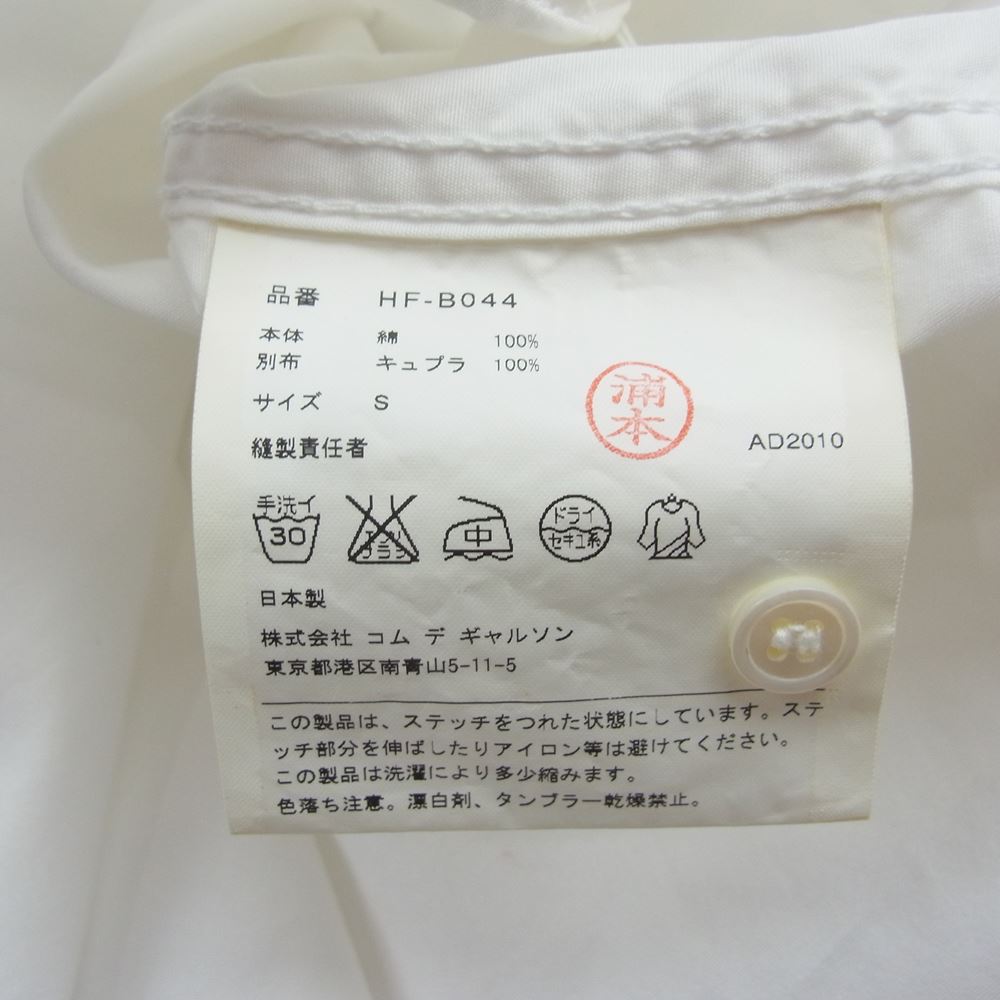 品番 HF-B044
本体 綿 100%
別布 キュプラ 100%
サイズ S
浦本
縫製責任者 AD2010
手洗イ
30
エンソ
ブラシ
中
ドライ
セキユ系
日本製
株式会社 コム デ ギャルソン
東京都港区南青山5-11-5
この製品は、ステッチをつれた状態にしています。ステ
ッチ部分を伸ばしたりアイロン等は避けてください。
この製品は洗濯により多少縮みます。
色落ち注意。漂白剤、タンブラー乾燥禁止。